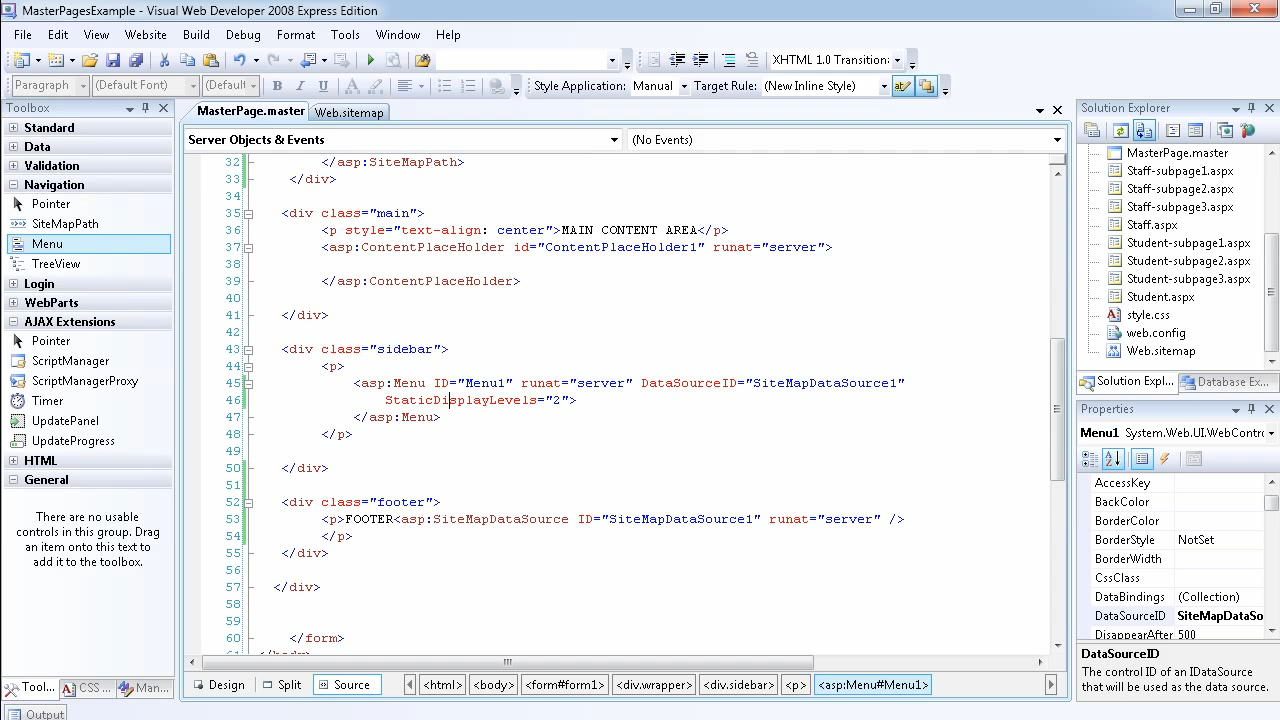 MasterPagesExample - Visual Web Developer 2008 Express Edition
File Edit View Website Build Debug Format Tools Window Help
XHTML 1.0 Transition:
Paragraph (Default Font) (Default B I U Style Application: Manual Target Rule: (New Inline Style)
Toolbox
Standard
Data
Validation
Navigation
Pointer
SiteMapPath
Menu
TreeView
Login
WebParts
AJAX Extensions
Pointer
ScriptManager
ScriptManagerProxy
Timer
UpdatePanel
UpdateProgress
HTML
General
There are no usable
controls in this group. Drag
an item onto this text to
add it to the toolbox.
Tool... CSS ... Man...
Output
MasterPage.master Web.sitemap
Server Objects & Events (No Events)
32 </asp:SiteMapPath>
33 </div>
34
35 <div class="main">
36 <p style="text-align: center">MAIN CONTENT AREA</p>
37 <asp:ContentPlaceHolder id="ContentPlaceHolder1" runat="server">
38
39 </asp:ContentPlaceHolder>
40
41 </div>
42
43 <div class="sidebar">
44 <p>
45 <asp:Menu ID="Menu1" runat="server" DataSourceID="SiteMapDataSource1"
46 StaticDisplayLevels="2">
47 </asp:Menu>
48 </p>
49
50 </div>
51
52 <div class="footer">
53 <p>FOOTER<asp:SiteMapDataSource ID="SiteMapDataSource1" runat="server" />
54 </p>
55 </div>
56
57 </div>
58
59
60 </form>
61 </body>
Design Split Source <html> <body> <form#form1> <div.wrapper> <div.sideba> <p> <asp:Menu#Menu1>
Solution Explorer
MasterPage.master
Staff-subpage1.aspx
Staff-subpage2.aspx
Staff-subpage3.aspx
Staff.aspx
Student-subpage1.aspx
Student-subpage2.aspx
Student-subpage3.aspx
Student.aspx
style.css
web.config
Web.sitemap
Solution Expl... Database Ex...
Properties
Menu1 System.Web.UI.WebContr
AccessKey
BackColor
BorderColor
BorderStyle NotSet
BorderWidth
CssClass
DataBindings (Collection)
DataSourceID SiteMapDataSo
DisappearAfter 500
DataSourceID
The control ID of an IDataSource
that will be used as the data source.